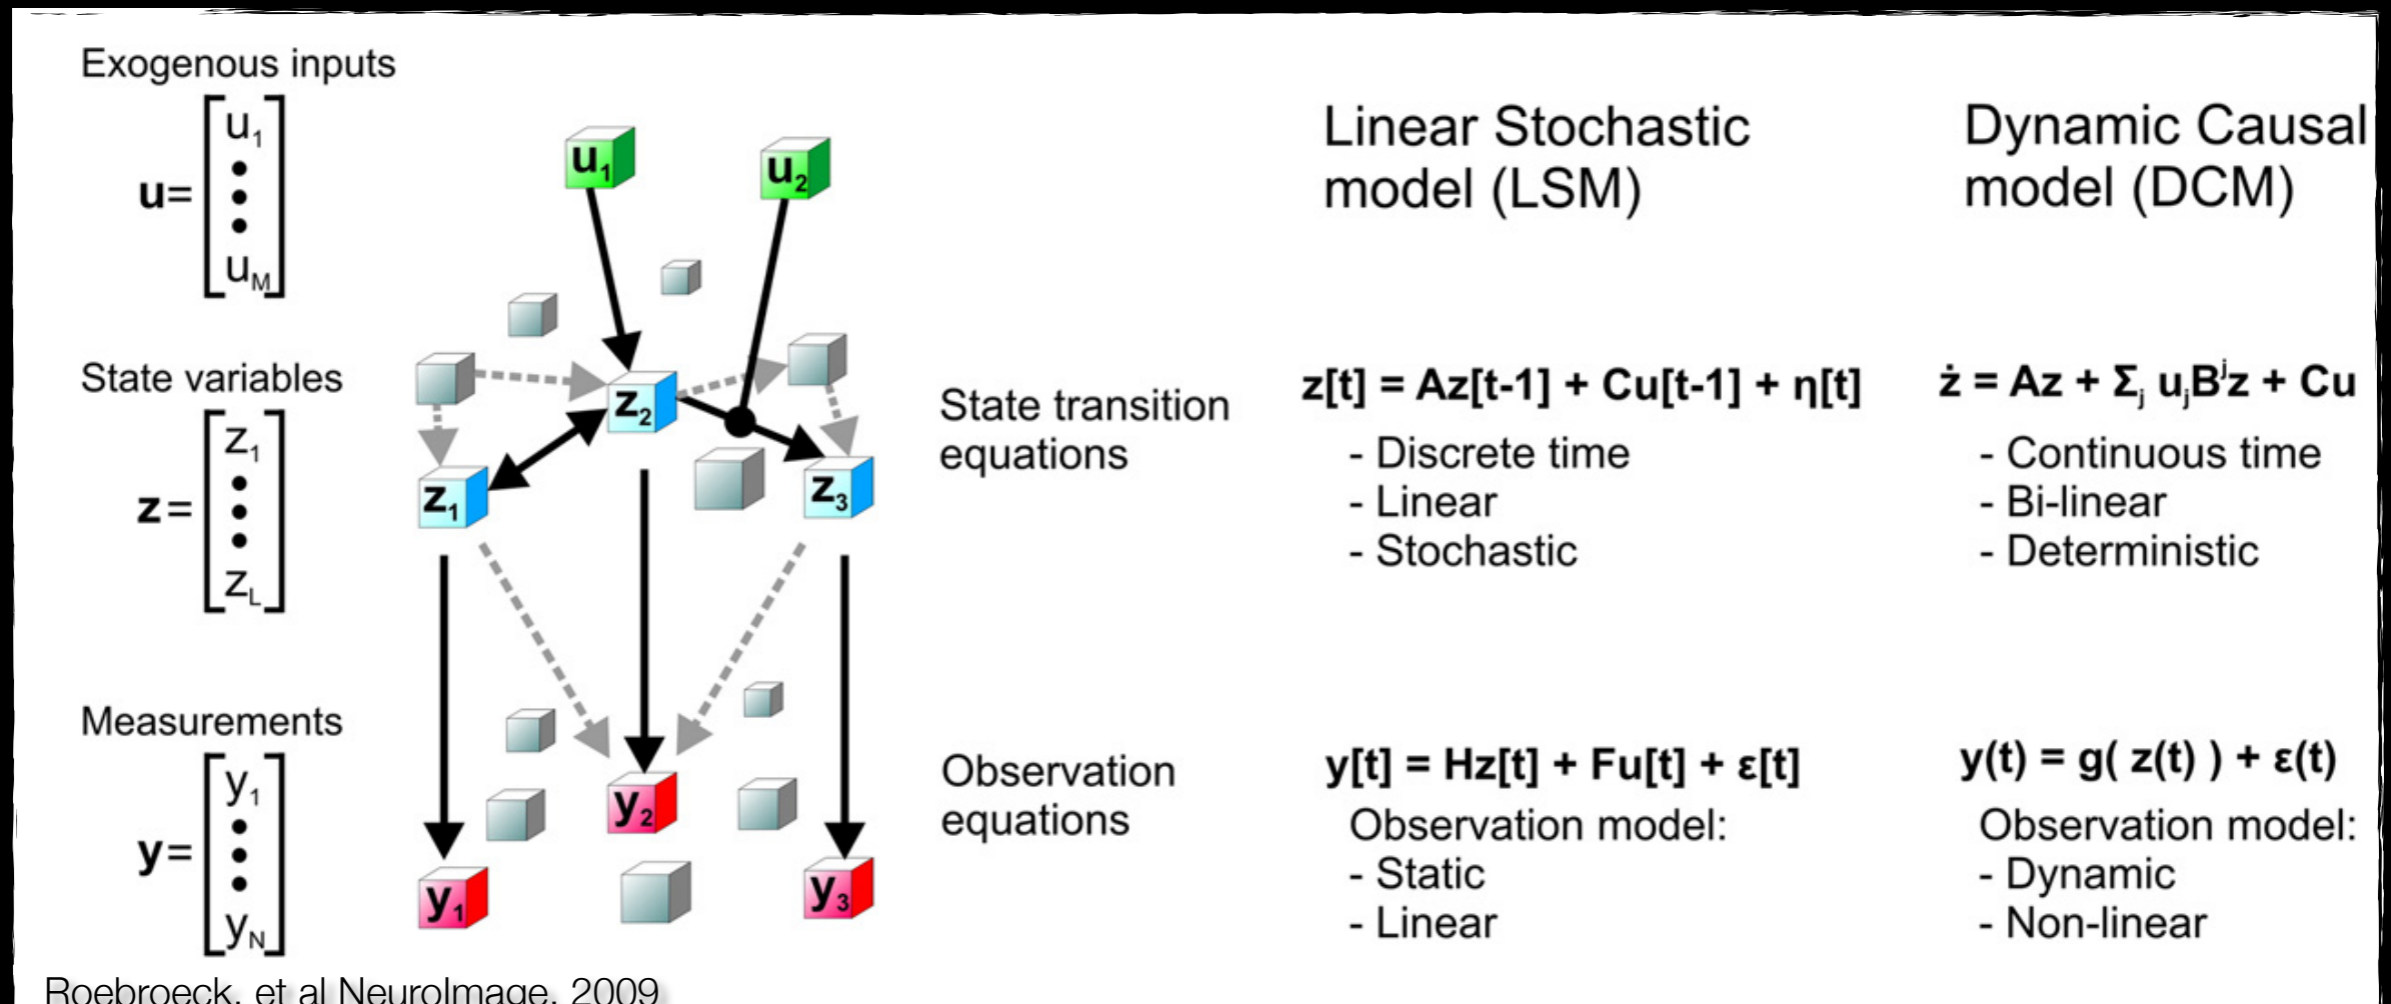 Exogenous inputs
u= [u₁ • • • u_M]
u₁
u₂
State variables
z= [z₁ • • • z_L]
z₂
z₁
z₃
Measurements
y= [y₁ • • • y_N]
y₂
y₁
y₃
State transition
equations
Observation
equations
Linear Stochastic
model (LSM)
z[t] = Az[t-1] + Cu[t-1] + η[t]
- Discrete time
- Linear
- Stochastic
y[t] = Hz[t] + Fu[t] + ε[t]
Observation model:
- Static
- Linear
Dynamic Causal
model (DCM)
ż = Az + Σⱼ uⱼBʲz + Cu
- Continuous time
- Bi-linear
- Deterministic
y(t) = g( z(t) ) + ε(t)
Observation model:
- Dynamic
- Non-linear
Roebroeck, et al NeuroImage, 2009